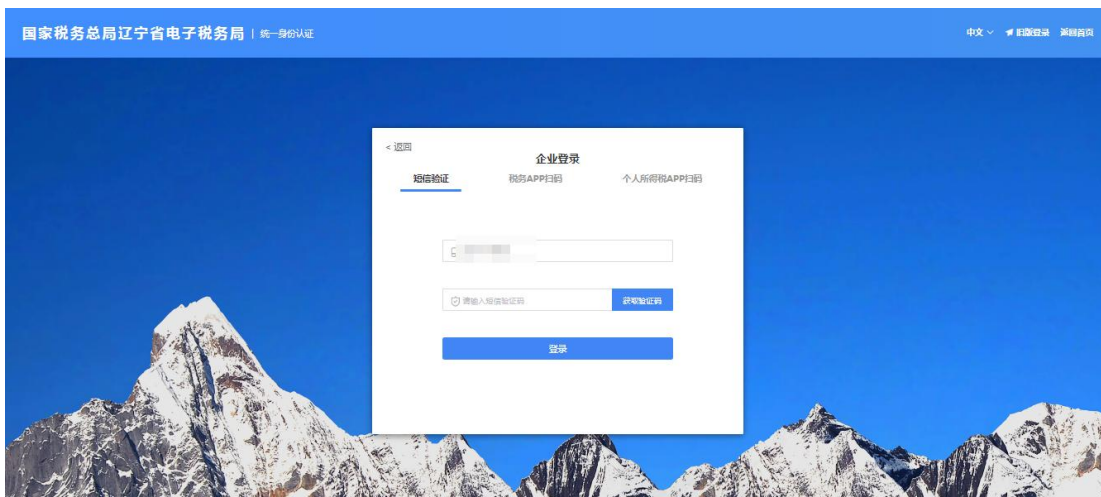 国家税务总局辽宁省电子税务局 | 统一身份认证
中文 旧版登录 返回首页
< 返回
企业登录
短信验证 税务APP扫码 个人所得税APP扫码
请输入短信验证码 获取验证码
登录